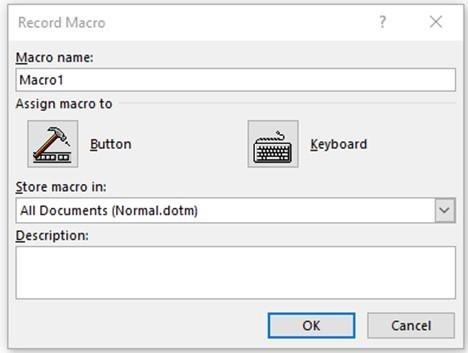 Record Macro
?
Macro name:
Macro1
Assign macro to
Button
Keyboard
Store macro in:
All Documents (Normal.dotm)
Description:
OK
Cancel